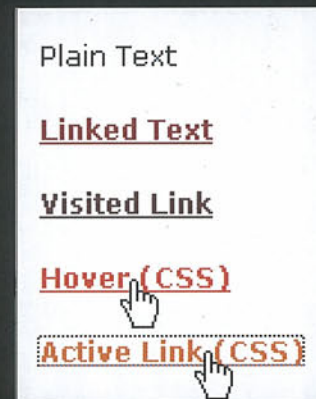 Plain Text
Linked Text
Visited Link
Hover (CSS)
Active Link (CSS)